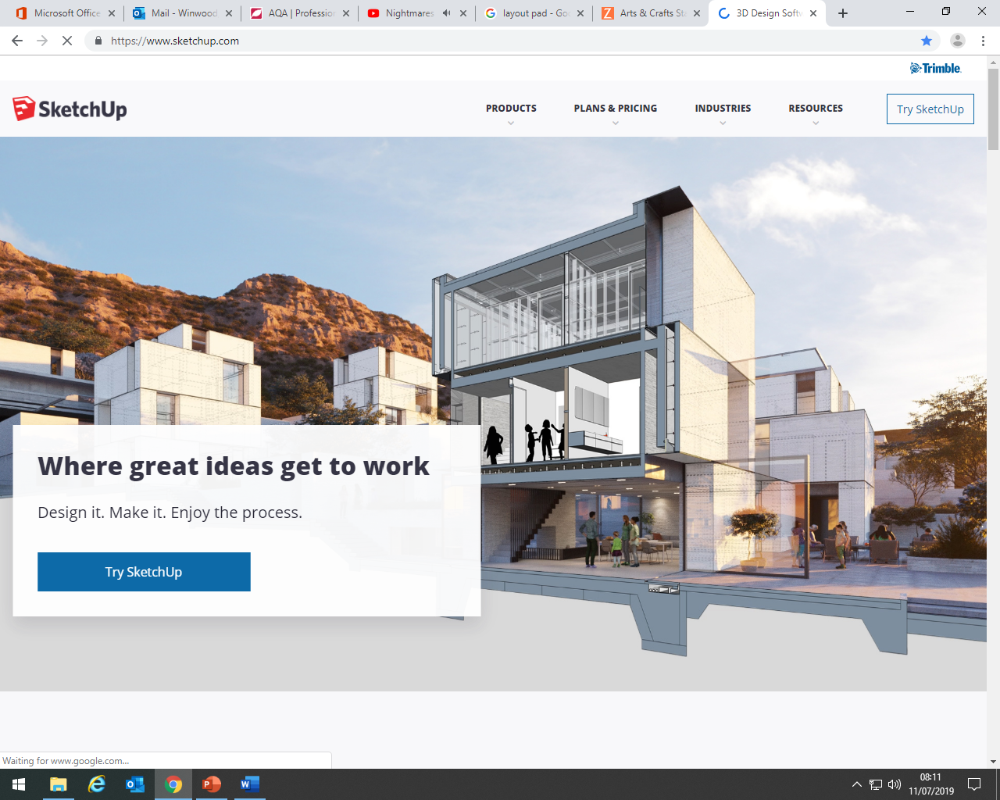 Microsoft Office
Mail - Winwood
AQA | Profession
Nightmares
layout pad - Goo
Arts & Crafts Sta
3D Design Softw
https://www.sketchup.com
Trimble
SketchUp
PRODUCTS
PLANS & PRICING
INDUSTRIES
RESOURCES
Try SketchUp
Where great ideas get to work
Design it. Make it. Enjoy the process.
Try SketchUp
Waiting for www.google.com...
08:11
11/07/2019